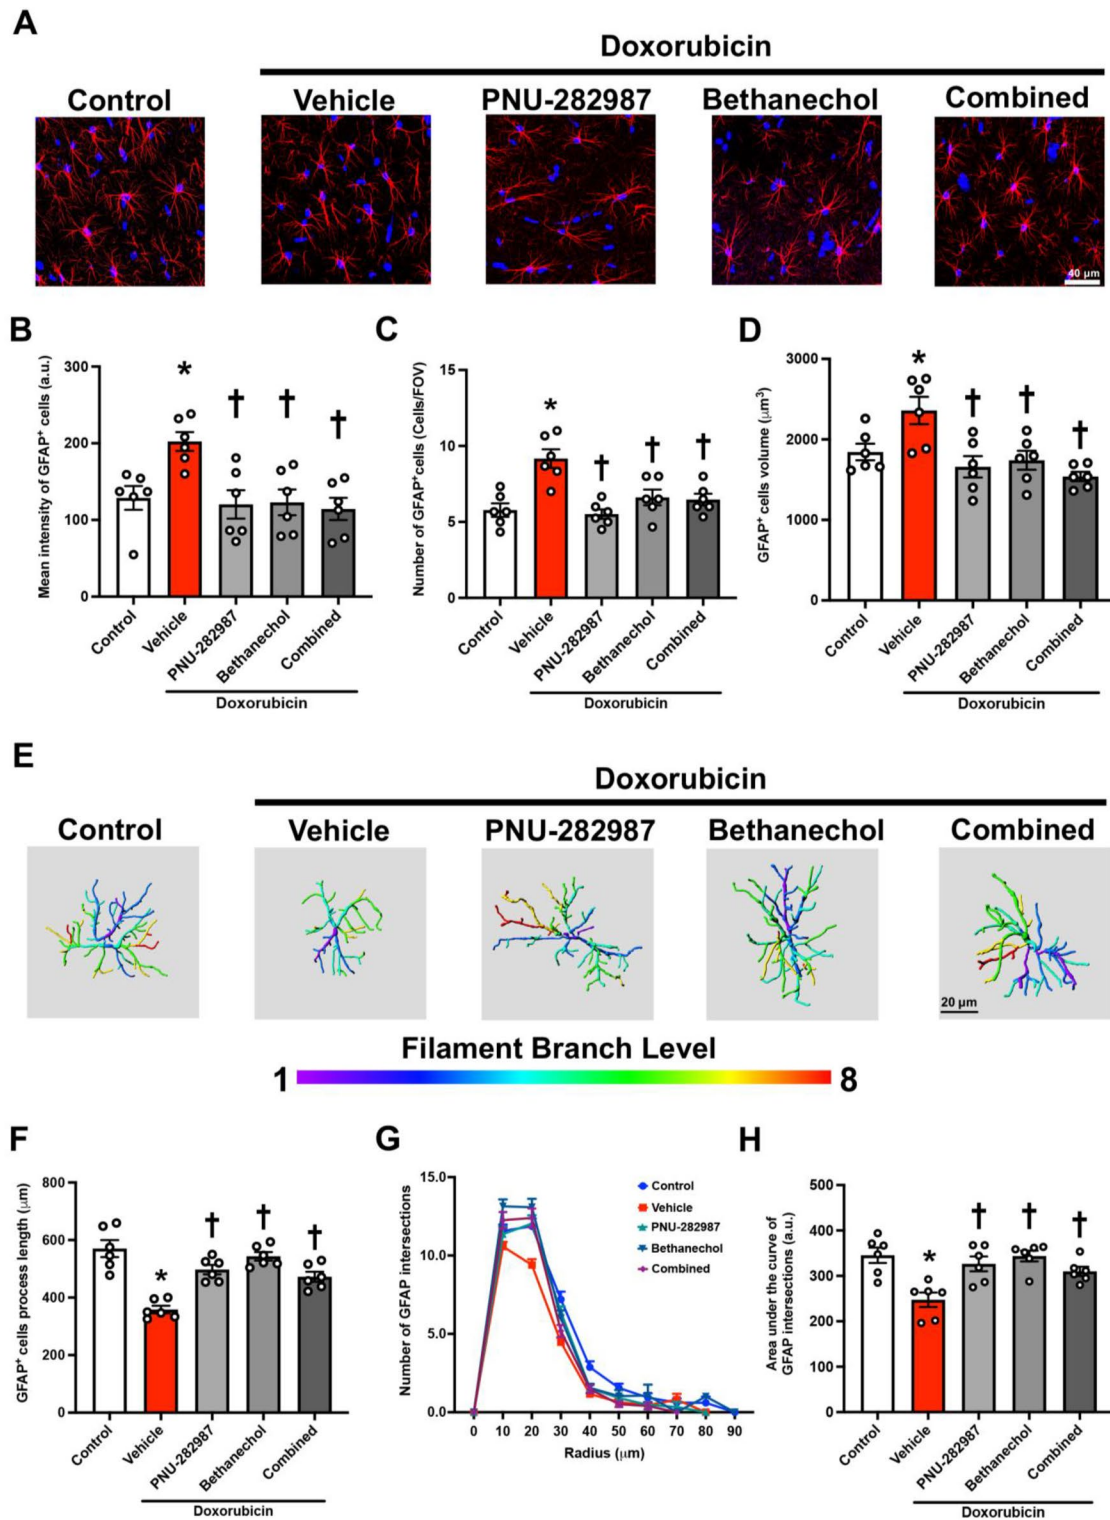 A
Doxorubicin
Control Vehicle PNU-282987 Bethanechol Combined
40 μm
B
Mean intensity of GFAP⁺ cells (a.u.)
300
200
100
0
*
†
†
†
Control Vehicle PNU-282987 Bethanechol Combined
Doxorubicin
C
Number of GFAP⁺cells (Cells/FOV)
15
10
5
0
*
†
†
†
Control Vehicle PNU-282987 Bethanechol Combined
Doxorubicin
D
GFAP⁺ cells volume (μm³)
3000
2000
1000
0
*
†
†
†
Control Vehicle PNU-282987 Bethanechol Combined
Doxorubicin
E
Doxorubicin
Control Vehicle PNU-282987 Bethanechol Combined
20 μm
Filament Branch Level
1 8
F
GFAP⁺ cells process length (μm)
800
600
400
200
0
*
†
†
†
Control Vehicle PNU-282987 Bethanechol Combined
Doxorubicin
G
Number of GFAP intersections
15.0
10.0
5.0
0.0
0 10 20 30 40 50 60 70 80 90
Radius (μm)
Control
Vehicle
PNU-282987
Bethanechol
Combined
H
Area under the curve of
GFAP intersections (a.u.)
500
400
300
200
100
0
*
†
†
†
Control Vehicle PNU-282987 Bethanechol Combined
Doxorubicin